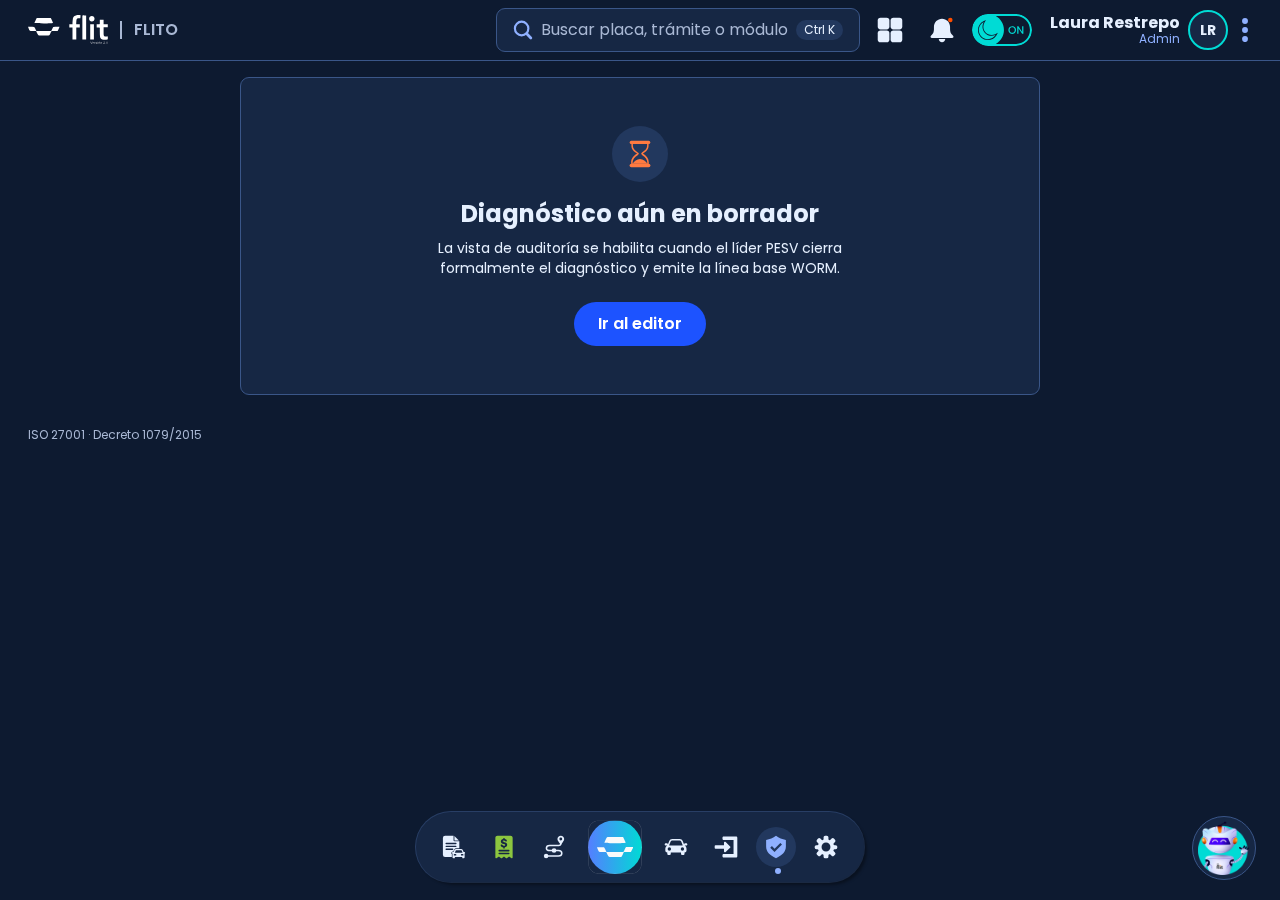 flit
FLITO
Buscar placa, trámite o módulo
Ctrl K
ON
Laura Restrepo
Admin
LR
Diagnóstico aún en borrador
La vista de auditoría se habilita cuando el líder PESV cierra
formalmente el diagnóstico y emite la línea base WORM.
Ir al editor
ISO 27001 · Decreto 1079/2015